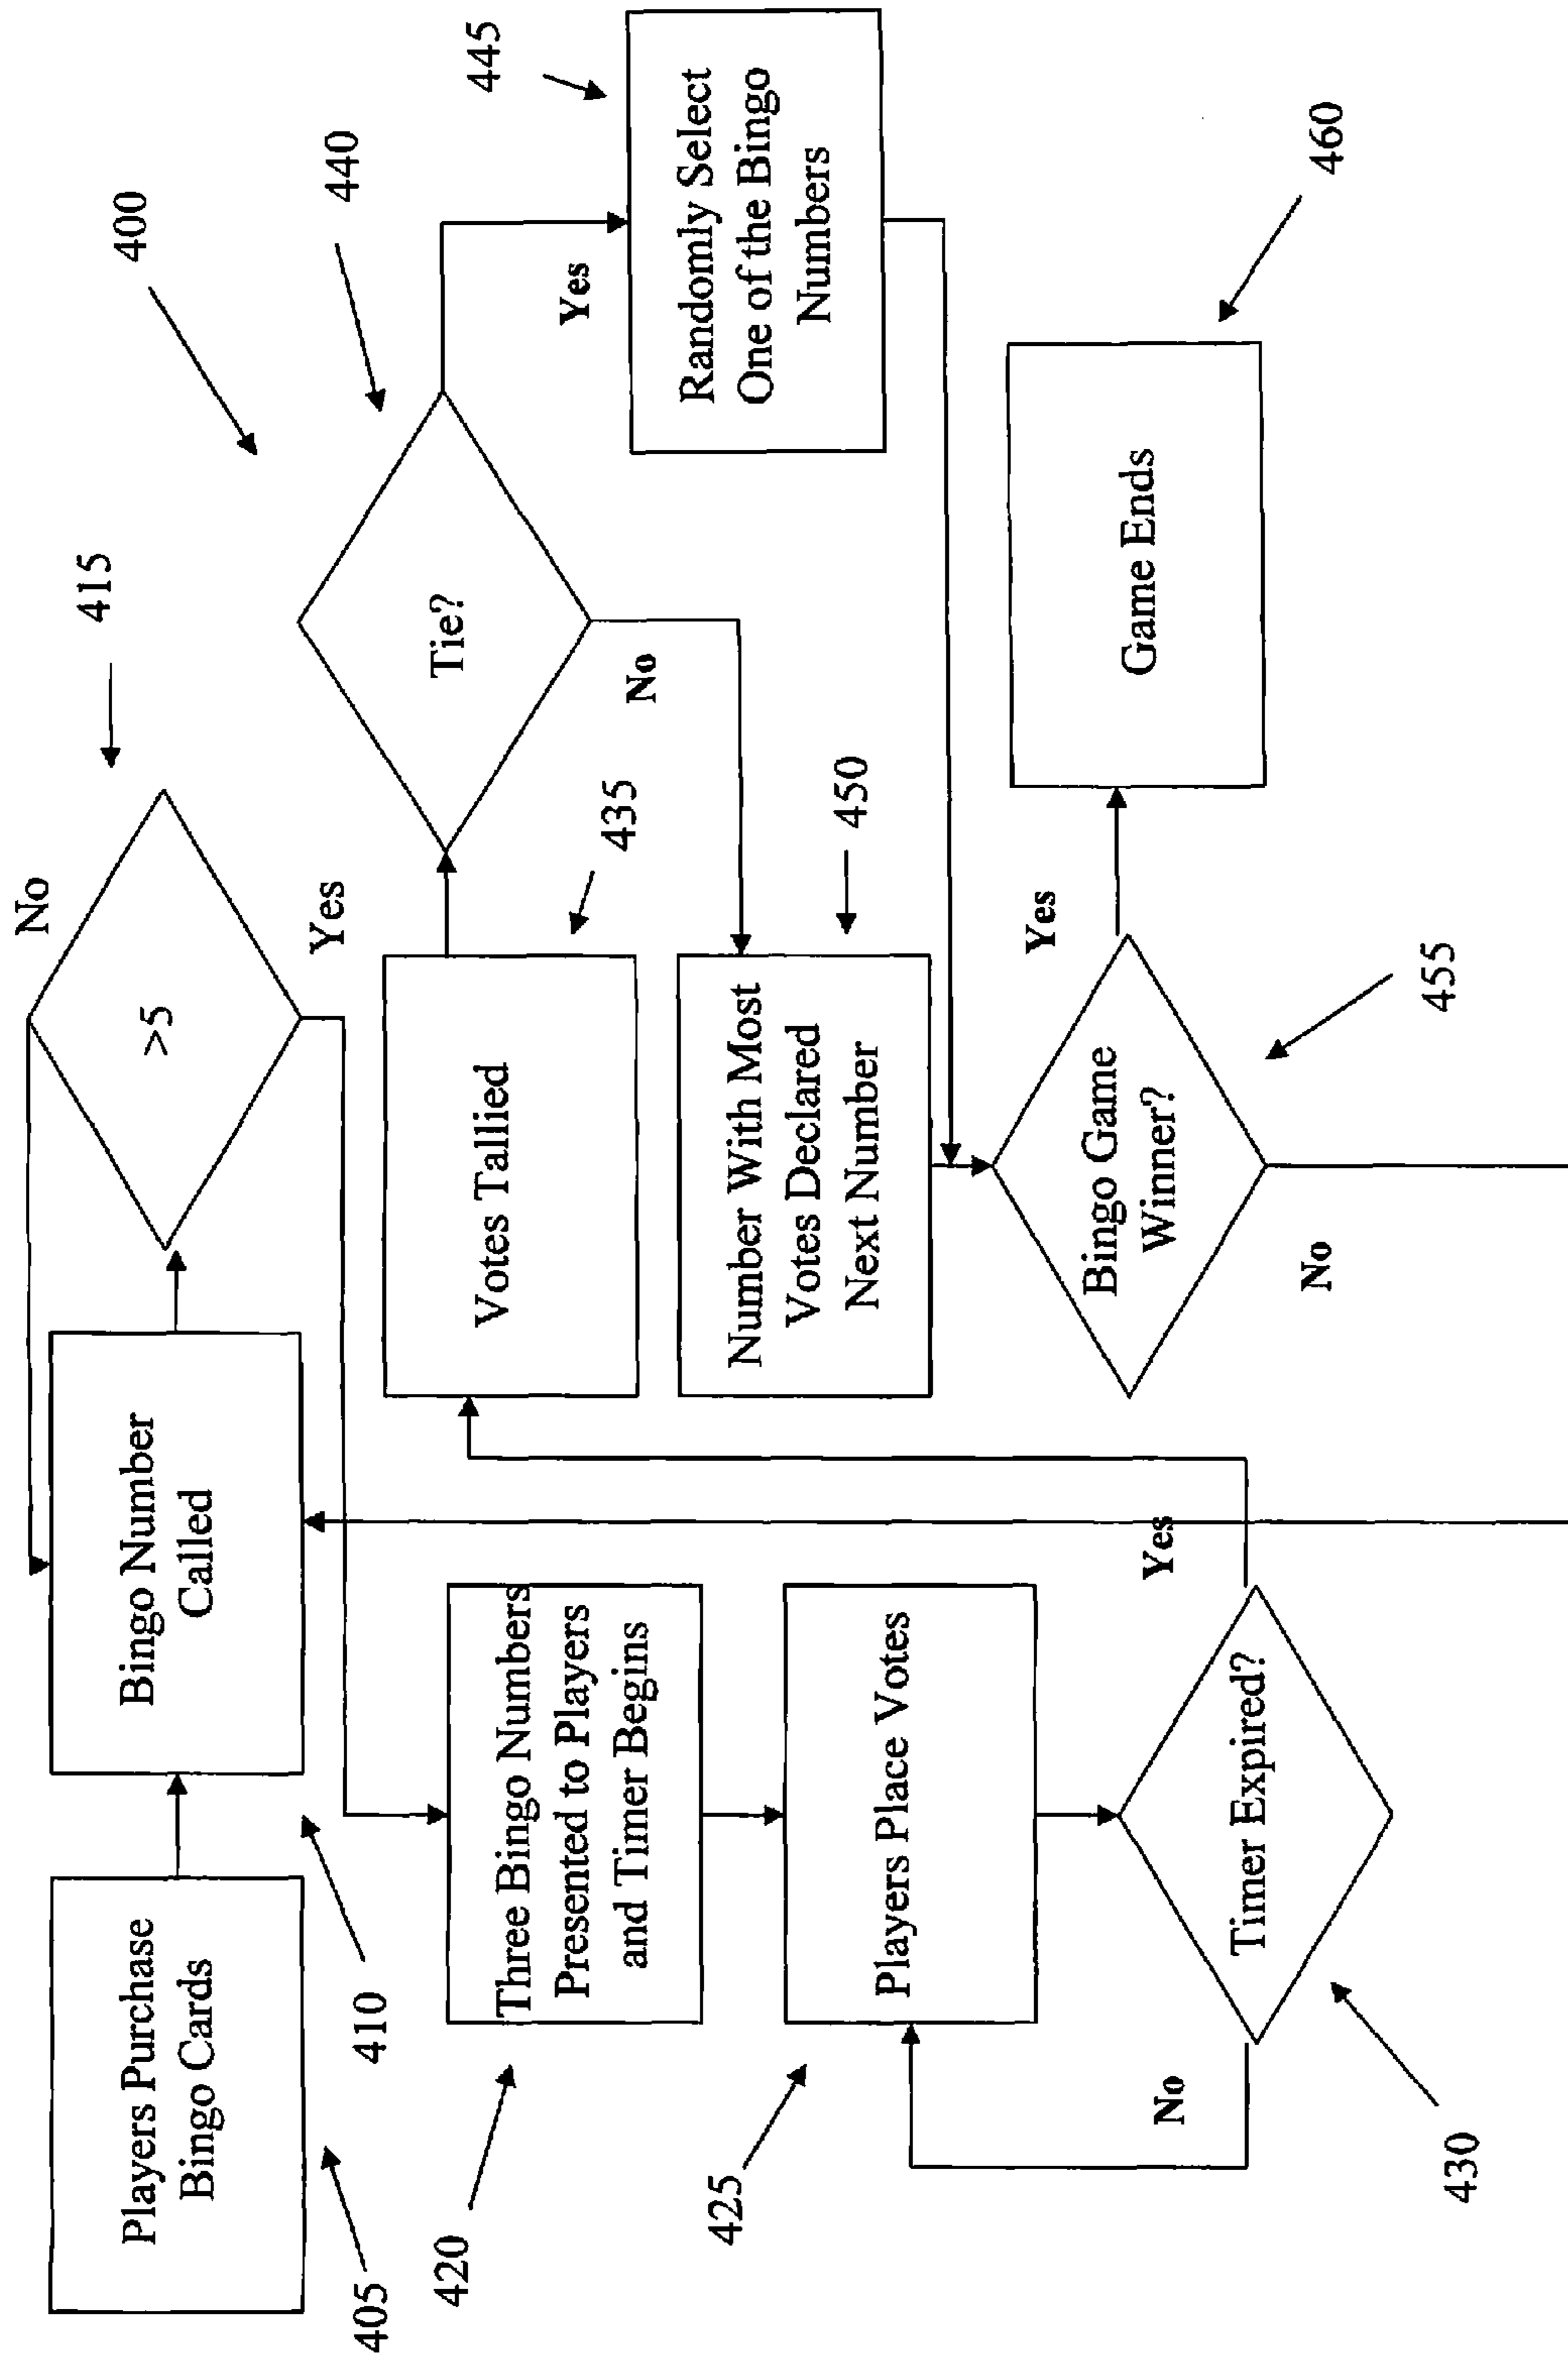 400
Players Purchase
Bingo Cards
405
Bingo Number
Called
410
>5
415
No
Yes
Three Bingo Numbers
Presented to Players
and Timer Begins
420
Players Place Votes
425
Timer Expired?
430
No
Yes
Votes Tallied
435
Tie?
440
Yes
No
Randomly Select
One of the Bingo
Numbers
445
Number With Most
Votes Declared
Next Number
450
Bingo Game
Winner?
455
Yes
No
Game Ends
460